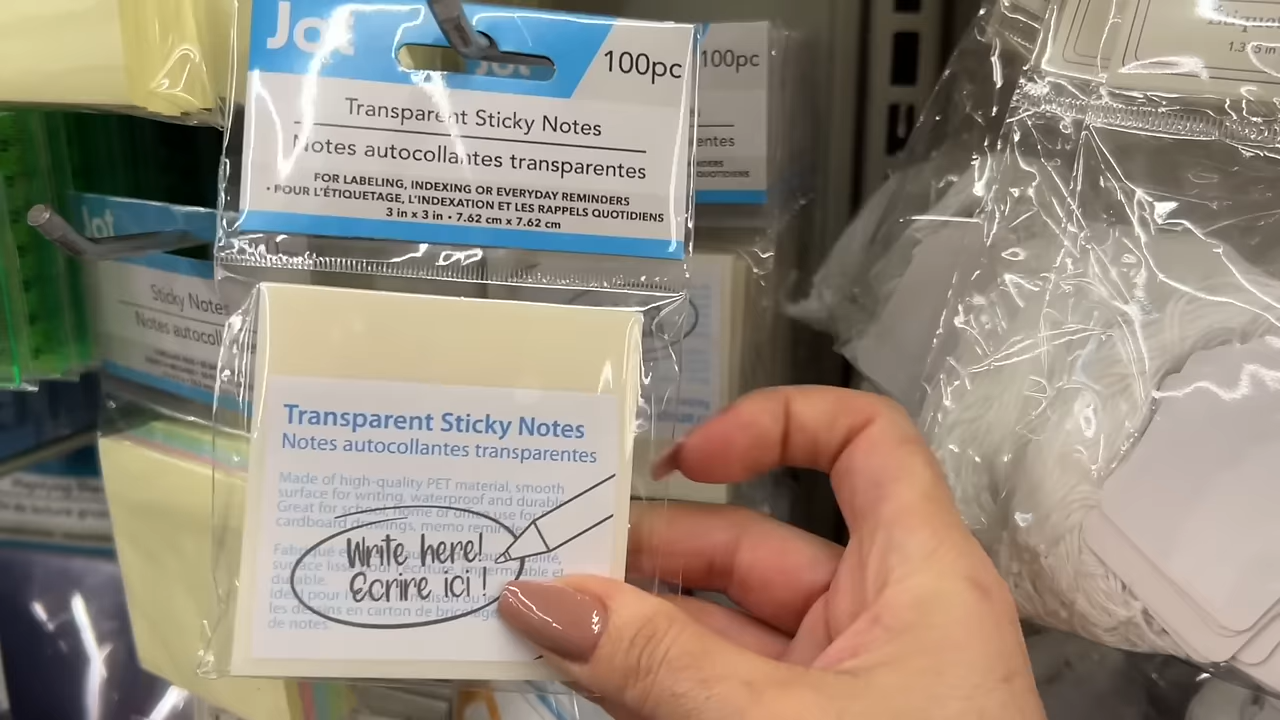 Jot
100pc
Transparent Sticky Notes
Notes autocollantes transparentes
FOR LABELING, INDEXING OR EVERYDAY REMINDERS
• POUR L'ÉTIQUETAGE, L'INDEXATION ET LES RAPPELS QUOTIDIENS
3 in x 3 in • 7.62 cm x 7.62 cm
Transparent Sticky Notes
Notes autocollantes transparentes
Made of high-quality PET material, smooth
surface for writing, waterproof and durable
Great for school, home or office use for
cardboard drawings, memo
Write here!
Écrire ici !
durable.
les dessins en carton de bricolage
de notes.
100pc
Jot
Sticky Notes
Notes